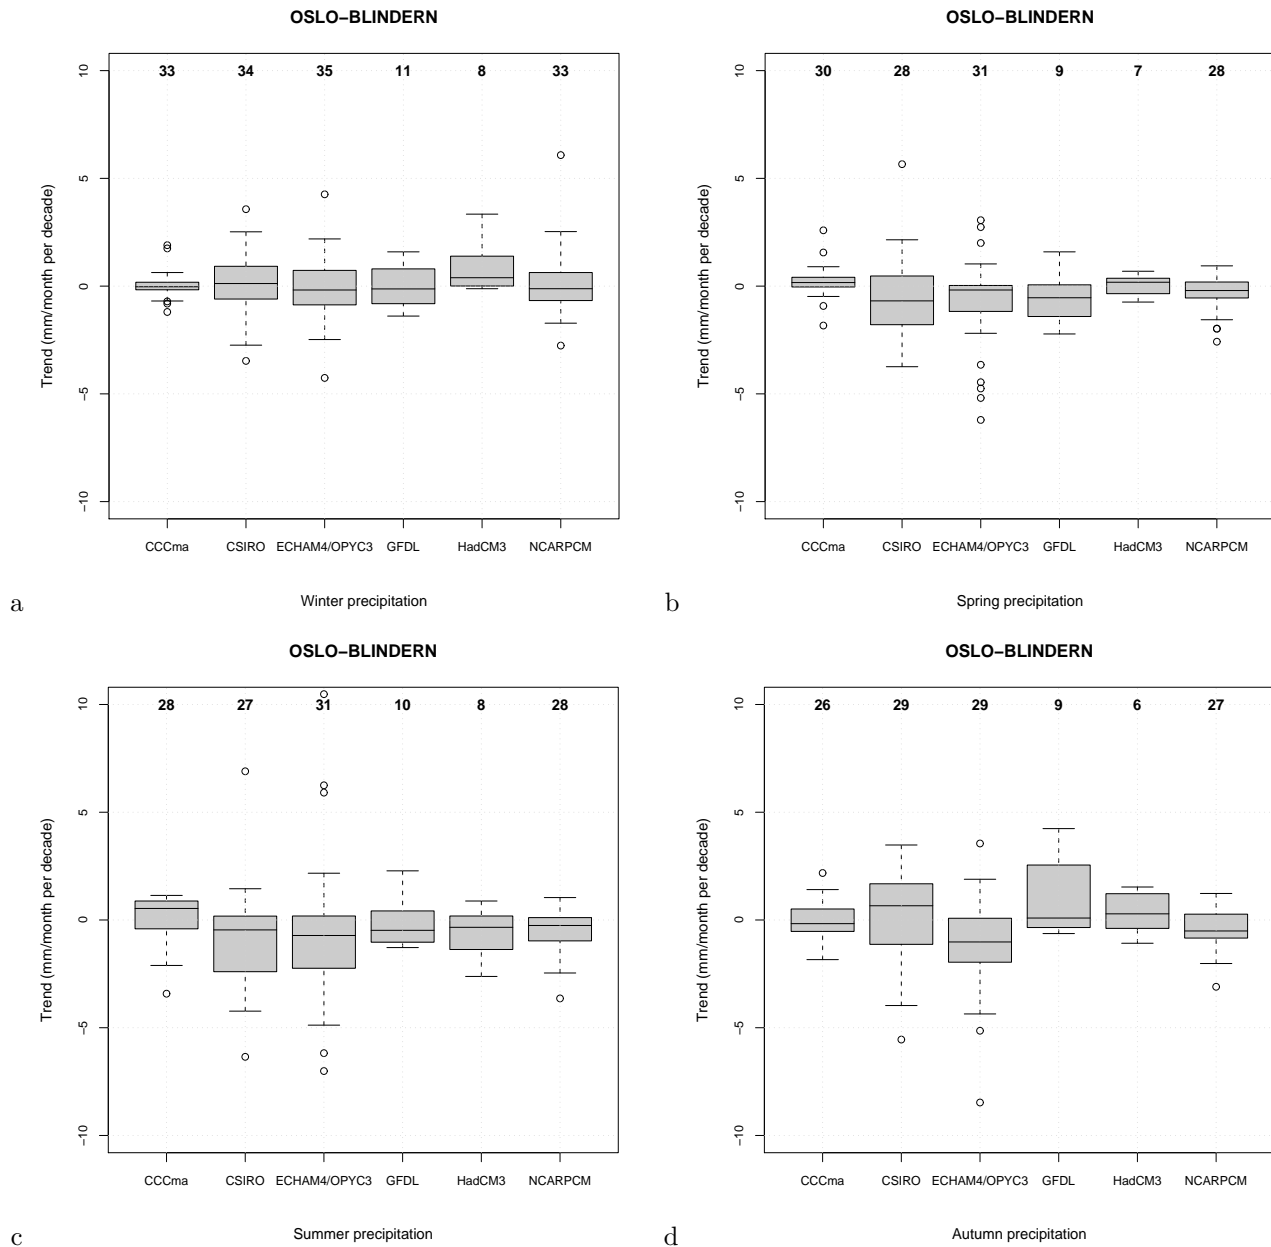 OSLO−BLINDERN
33 34 35 11 8 33
10
5
0
−5
−10
Trend (mm/month per decade)
CCCma CSIRO ECHAM4/OPYC3 GFDL HadCM3 NCARPCM
a Winter precipitation
OSLO−BLINDERN
30 28 31 9 7 28
10
5
0
−5
−10
Trend (mm/month per decade)
CCCma CSIRO ECHAM4/OPYC3 GFDL HadCM3 NCARPCM
b Spring precipitation
OSLO−BLINDERN
28 27 31 10 8 28
10
5
0
−5
−10
Trend (mm/month per decade)
CCCma CSIRO ECHAM4/OPYC3 GFDL HadCM3 NCARPCM
c Summer precipitation
OSLO−BLINDERN
26 29 29 9 6 27
10
5
0
−5
−10
Trend (mm/month per decade)
CCCma CSIRO ECHAM4/OPYC3 GFDL HadCM3 NCARPCM
d Autumn precipitation